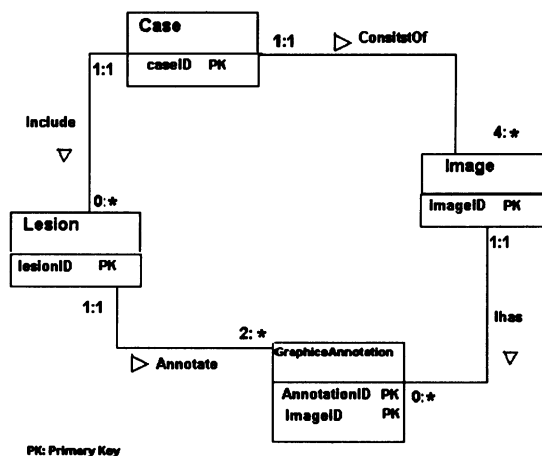 Case
1:1
ConsitstOf
caseID PK
1:1
Include
4:*
Image
imageID PK
0:*
Lesion
lesionID PK
1:1
1:1
Ihas
2:*
GraphicsAnnotation
Annotate
AnnotationID PK
0:*
imageID PK
PK: Primary Key